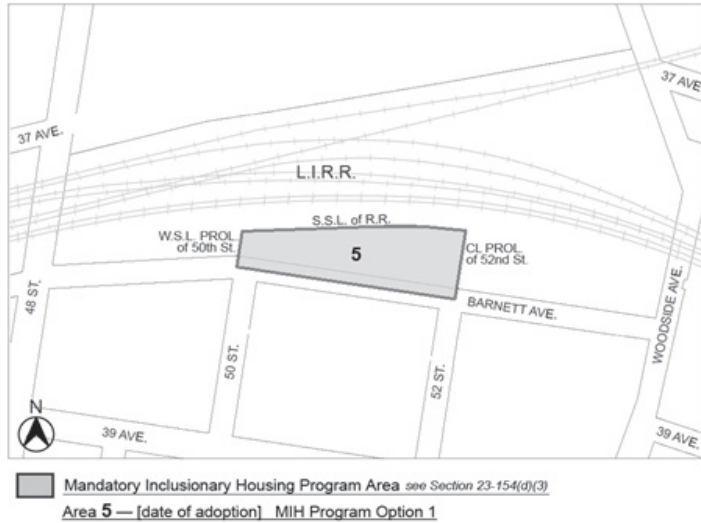 37 AVE.
37 AVE.
L.I.R.R.
S.S.L. of R.R.
W.S.L. PROL.
of 50th St.
5
CL PROL
of 52nd St.
48 ST.
BARNETT AVE.
WOODSIDE AVE.
50 ST.
52 ST.
N
39 AVE.
39 AVE.
Mandatory Inclusionary Housing Program Area see Section 23-154(d)(3)
Area 5 — [date of adoption] MIH Program Option 1